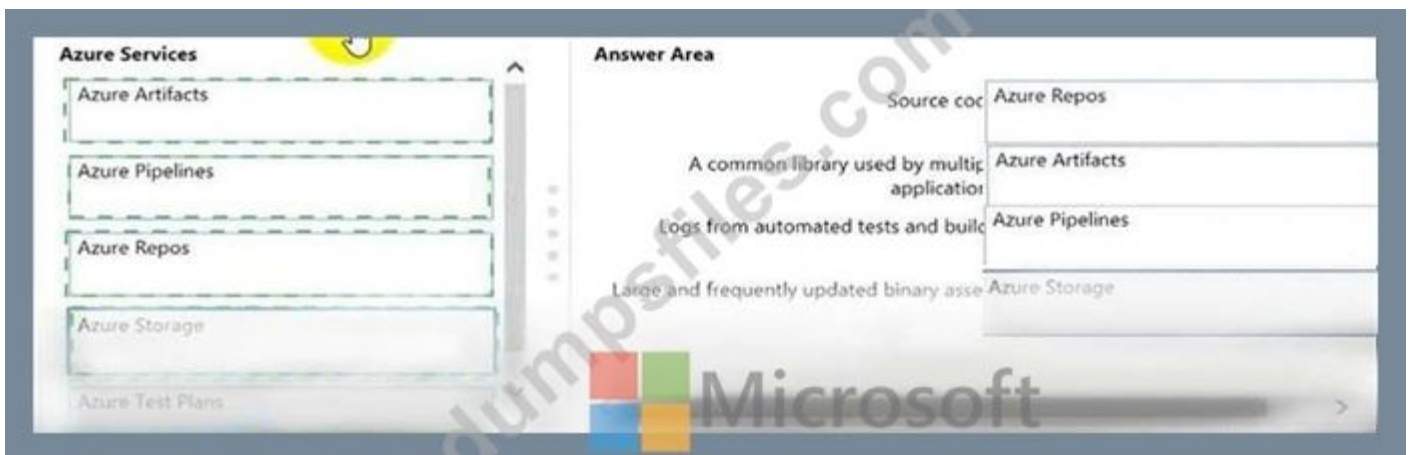 Azure Services
Azure Artifacts
Azure Pipelines
Azure Repos
Azure Storage
Azure Test Plans
Answer Area
Source coc
Azure Repos
A common library used by multip
application
Azure Artifacts
Logs from automated tests and builc
Azure Pipelines
Large and frequently updated binary asse
Azure Storage
dumpsfiles.com
Microsoft